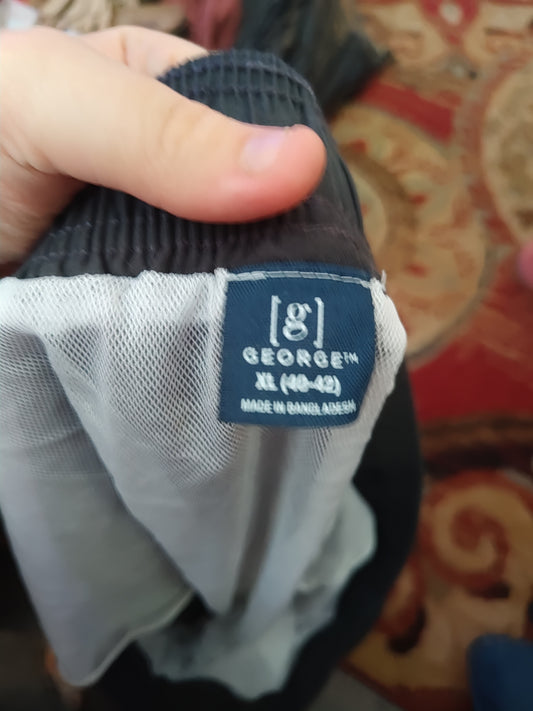 [g]
GEORGE™
XL (40-42)
MADE IN BANGLADESH